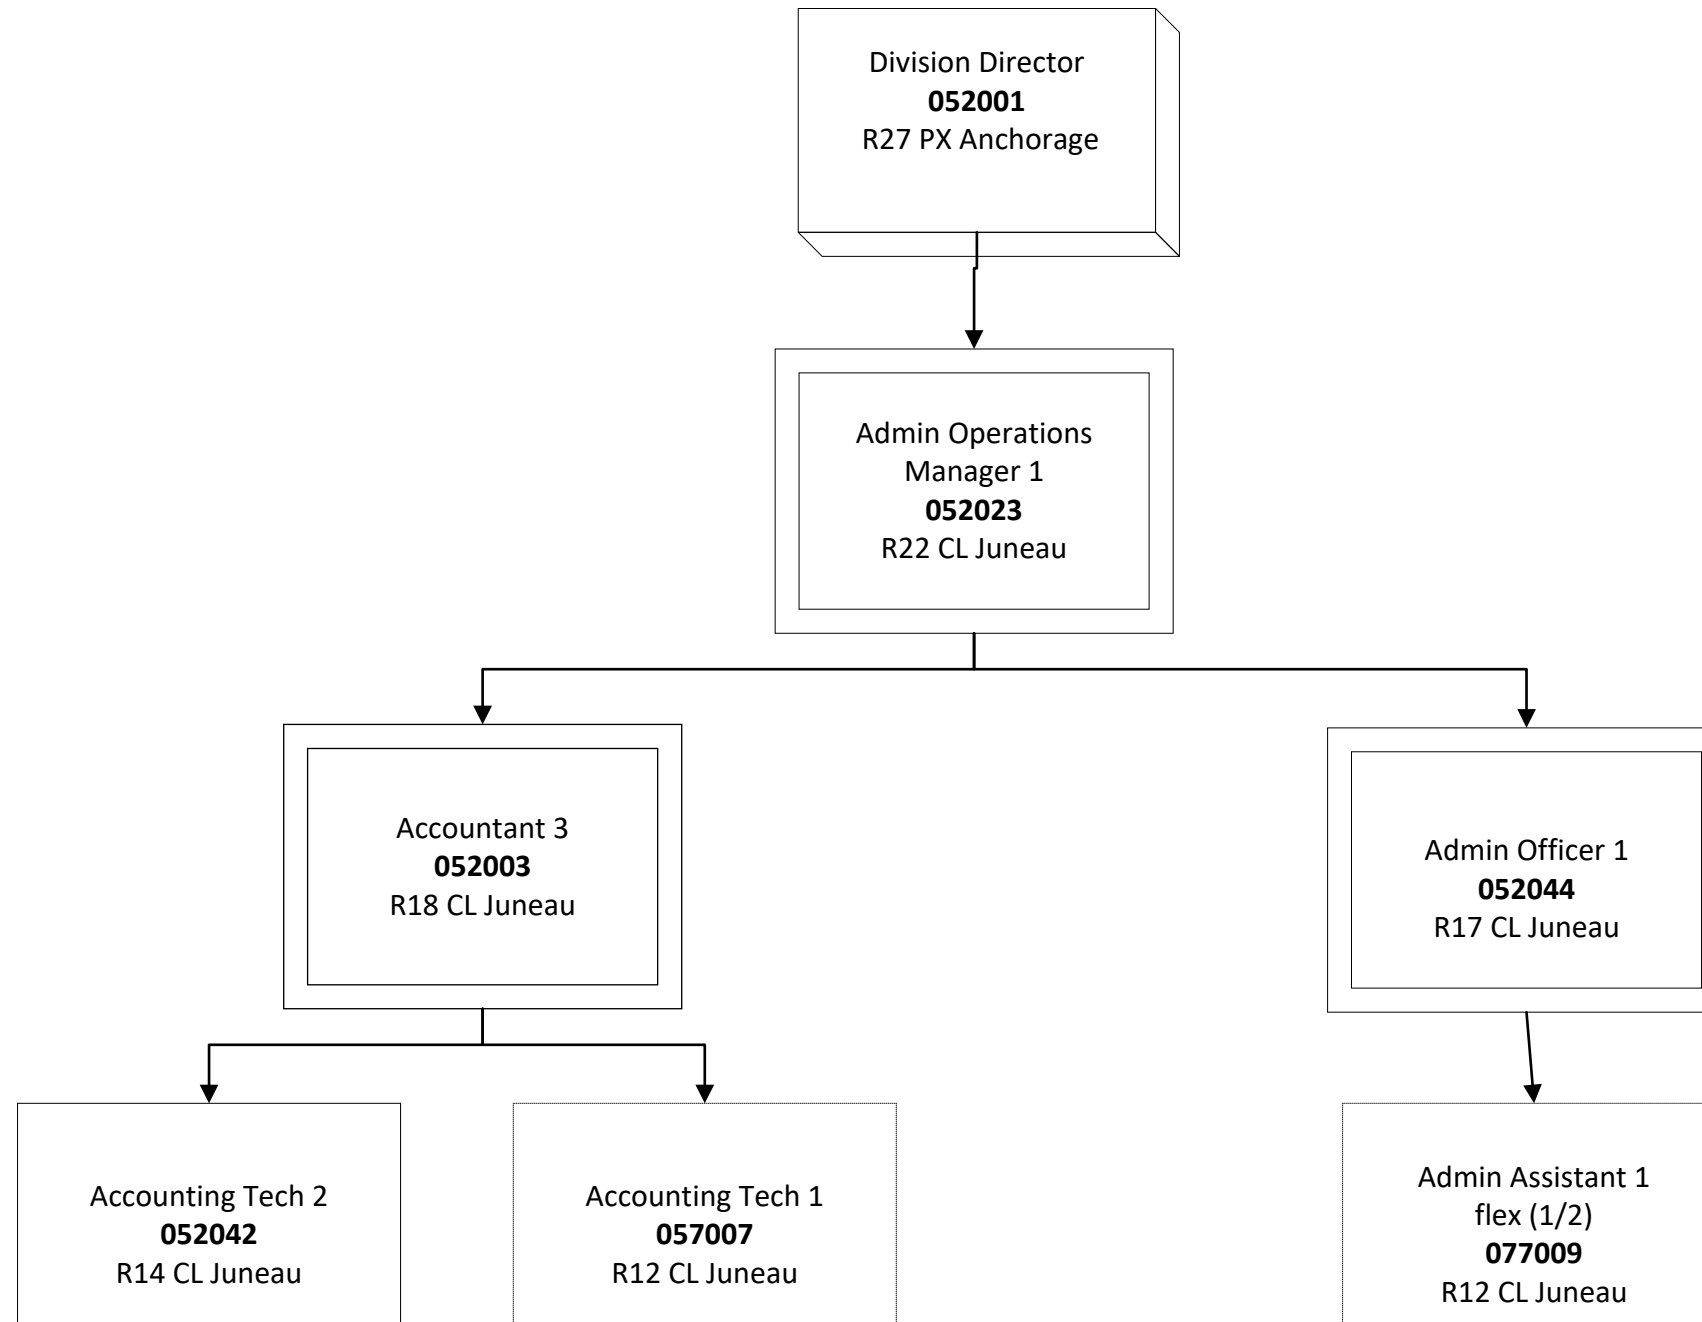 Division Director
052001
R27 PX Anchorage
Admin Operations
Manager 1
052023
R22 CL Juneau
Accountant 3
052003
R18 CL Juneau
Admin Officer 1
052044
R17 CL Juneau
Accounting Tech 2
052042
R14 CL Juneau
Accounting Tech 1
057007
R12 CL Juneau
Admin Assistant 1
flex (1/2)
077009
R12 CL Juneau